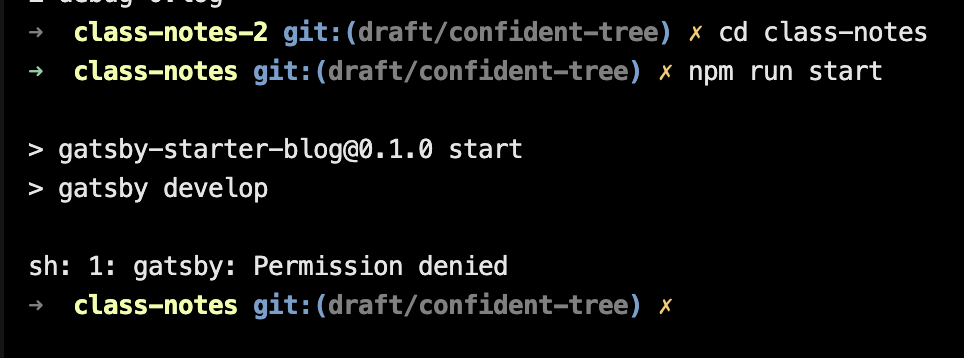 → class-notes-2 git:(draft/confident-tree) ✗ cd class-notes
→ class-notes git:(draft/confident-tree) ✗ npm run start
> gatsby-starter-blog@0.1.0 start
> gatsby develop
sh: 1: gatsby: Permission denied
→ class-notes git:(draft/confident-tree) ✗